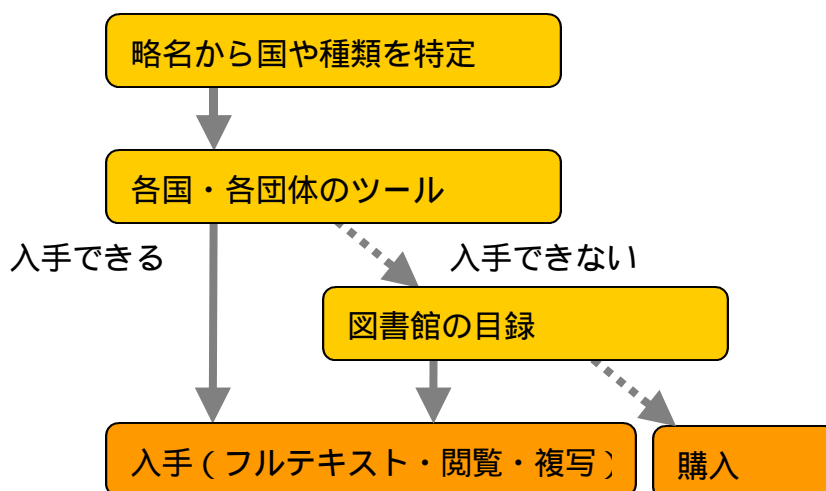 略名から国や種類を特定
各国・各団体のツール
入手できる
入手できない
図書館の目録
入手(フルテキスト・閲覧・複写)
購入